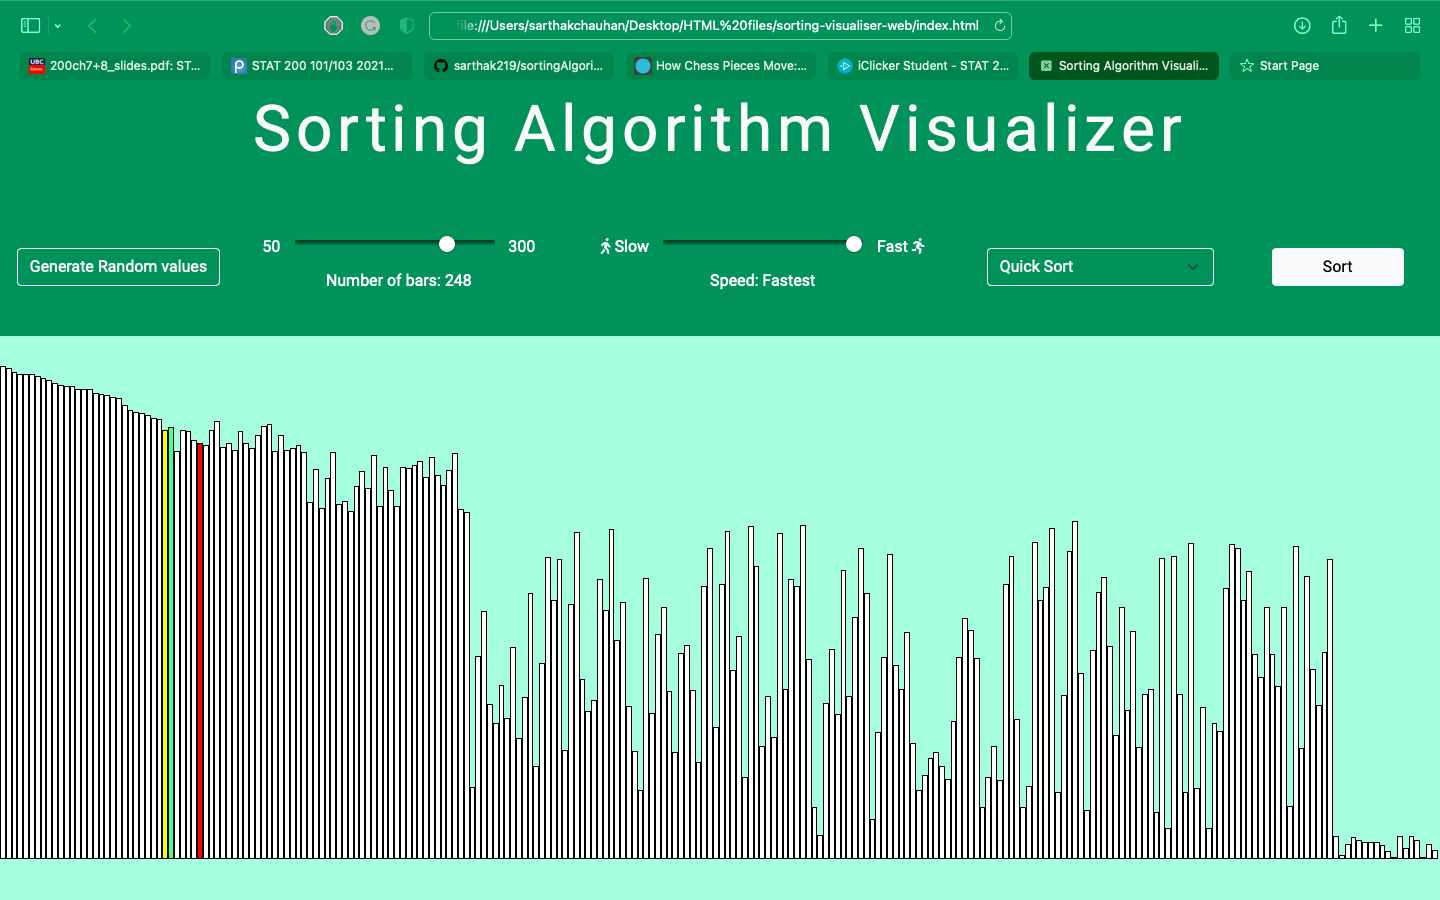 file:///Users/sarthakchauhan/Desktop/HTML%20files/sorting-visualiser-web/index.html
UBC 200ch7+8_slides.pdf: ST... STAT 200 101/103 2021... sarthak219/sortingAlgori... How Chess Pieces Move:... iClicker Student - STAT 2... Sorting Algorithm Visuali... Start Page
Sorting Algorithm Visualizer
Generate Random values 50 300 Slow Fast Quick Sort Sort
Number of bars: 248 Speed: Fastest